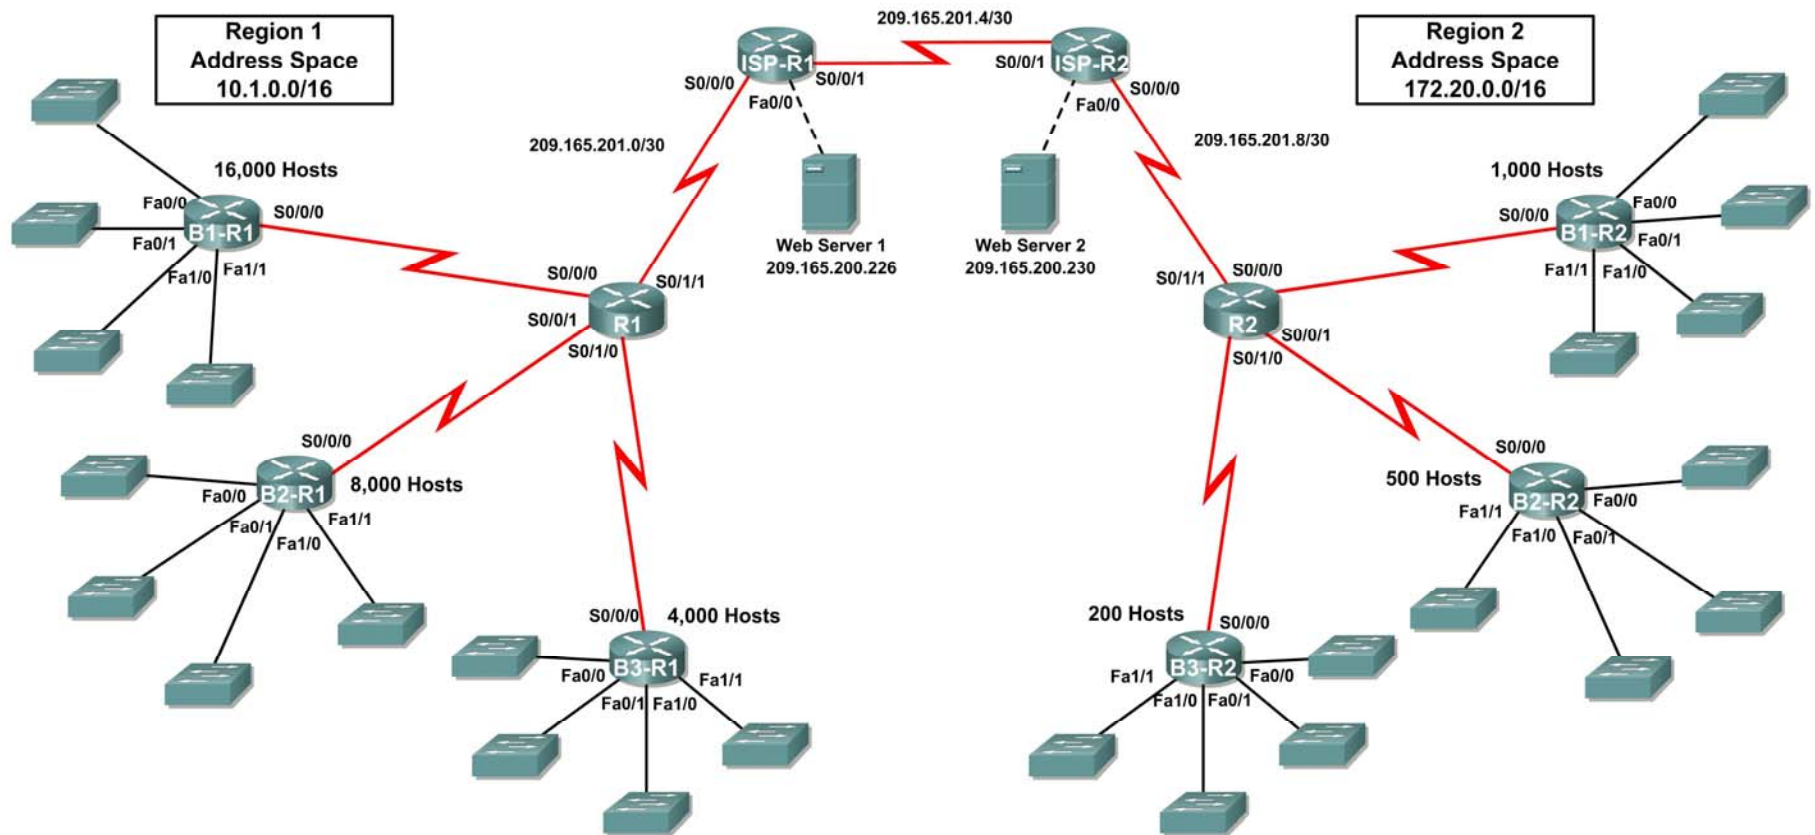 Region 1
Address Space
10.1.0.0/16
209.165.201.4/30
Region 2
Address Space
172.20.0.0/16
ISP-R1
S0/0/0
S0/0/1
Fa0/0
ISP-R2
S0/0/1
S0/0/0
Fa0/0
209.165.201.0/30
209.165.201.8/30
Web Server 1
209.165.200.226
Web Server 2
209.165.200.230
16,000 Hosts
Fa0/0
S0/0/0
B1-R1
Fa0/1
Fa1/0
Fa1/1
S0/0/0
S0/1/1
S0/0/1
R1
S0/1/0
1,000 Hosts
S0/0/0
Fa0/0
B1-R2
Fa0/1
Fa1/1
Fa1/0
S0/1/1
S0/0/0
R2
S0/0/1
S0/1/0
S0/0/0
8,000 Hosts
B2-R1
Fa0/0
Fa0/1
Fa1/0
Fa1/1
S0/0/0
4,000 Hosts
B3-R1
Fa0/0
Fa0/1
Fa1/0
Fa1/1
200 Hosts
S0/0/0
B3-R2
Fa1/1
Fa0/0
Fa1/0
Fa0/1
500 Hosts
S0/0/0
B2-R2
Fa0/0
Fa1/1
Fa1/0
Fa0/1